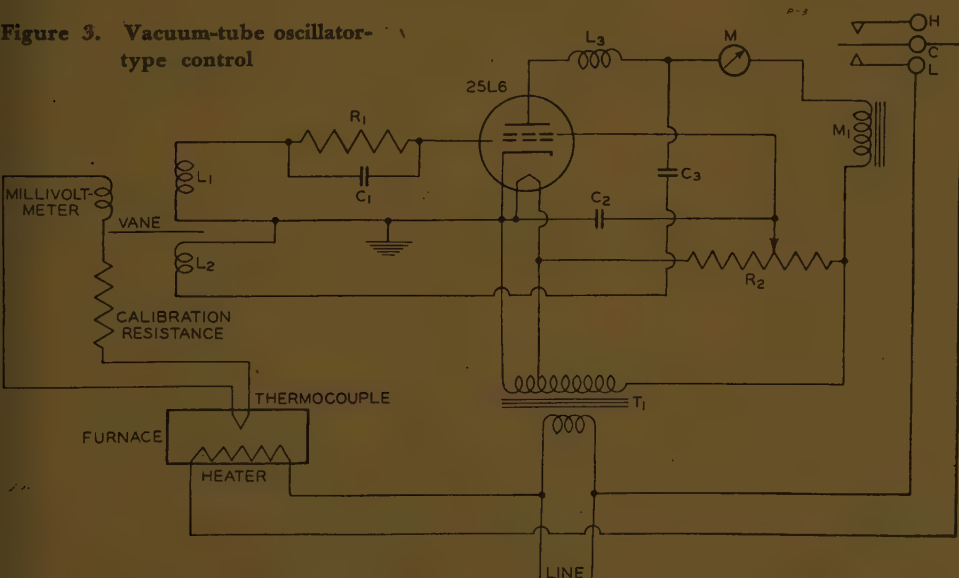 Figure 3. Vacuum-tube oscillator-
type control
P-3
H
C
L
L3
M
25L6
R1
M1
L1
C1
C3
MILLIVOLT-
METER
C2
VANE
L2
R2
CALIBRATION
RESISTANCE
THERMOCOUPLE
T1
FURNACE
HEATER
LINE